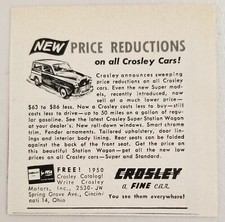 NEW PRICE REDUCTIONS
on all Crosley Cars!
Crosley announces sweeping
price reductions on all cars.
Even the new Super mod-
els, recently introduced, now
sell at a much lower price—
$63 to $86 less. Now a Crosley costs less to buy — still
costs less to drive — up to 50 miles on a gallon of regular
gasoline. See the latest Crosley Super Station Wagon at
your dealer's. New roll-down windows. Smart chrome
trim, Fender ornaments. Tailored upholstery, door lin-
ings and interior body lining. Rear seats can be folded
against the back of the front seat. Get the new price of
this beautiful Station Wagon—get all the new low
prices on all Crosley cars—Super and Standard.
FREE! 1950
Crosley Catalog!
Write Crosley
Motors, Inc., 2530-JW
Spring Grove Ave., Cincin-
nati 14, Ohio
CROSLEY
a FINE car
You see them everywhere!